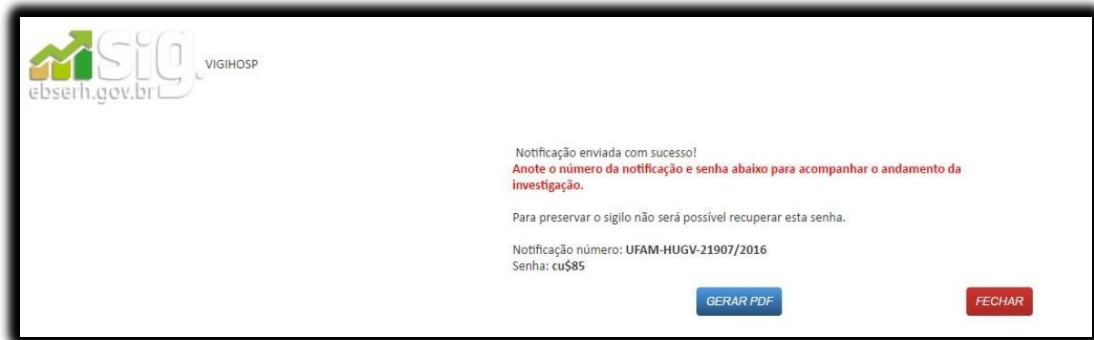 Sig.
VIGIHOSP
ebserh.gov.br
Notificação enviada com sucesso!
Anote o número da notificação e senha abaixo para acompanhar o andamento da
investigação.
Para preservar o sigilo não será possível recuperar esta senha.
Notificação número: UFAM-HUGV-21907/2016
Senha: cu$85
GERAR PDF
FECHAR